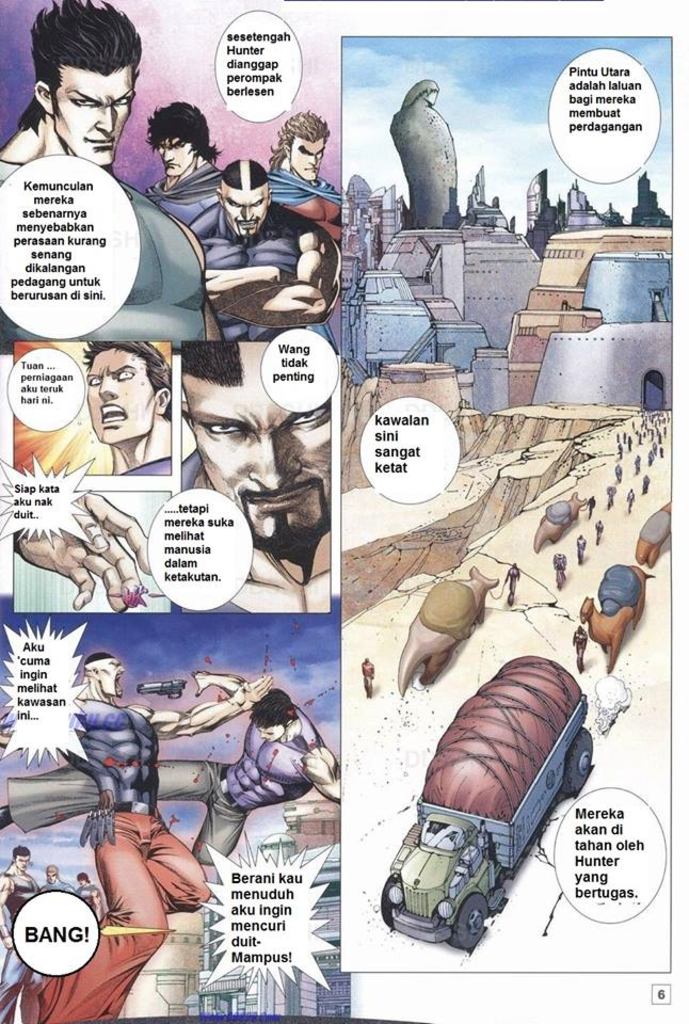 Pintu Utara
adalah laluan
bagi mereka
membuat
perdagangan
kawalan
sini
sangat
ketat
Mereka
akan di
tahan oleh
Hunter
yang
bertugas.
sesetengah
Hunter
dianggap
perompak
berlesen
Kemunculan
mereka
sebenarnya
menyebabkan
perasaan kurang
senang
dikalangan
pedagang untuk
berurusan di sini.
Tuan ...
perniagaan
aku teruk
hari ni.
Wang
tidak
penting
Siap kata
aku nak
duit..
.....tetapi
mereka suka
melihat
manusia
dalam
ketakutan.
Aku
'cuma
ingin
melihat
kawasan
ini...
BANG!
Berani kau
menuduh
aku ingin
mencuri
duit-
Mampus!
6